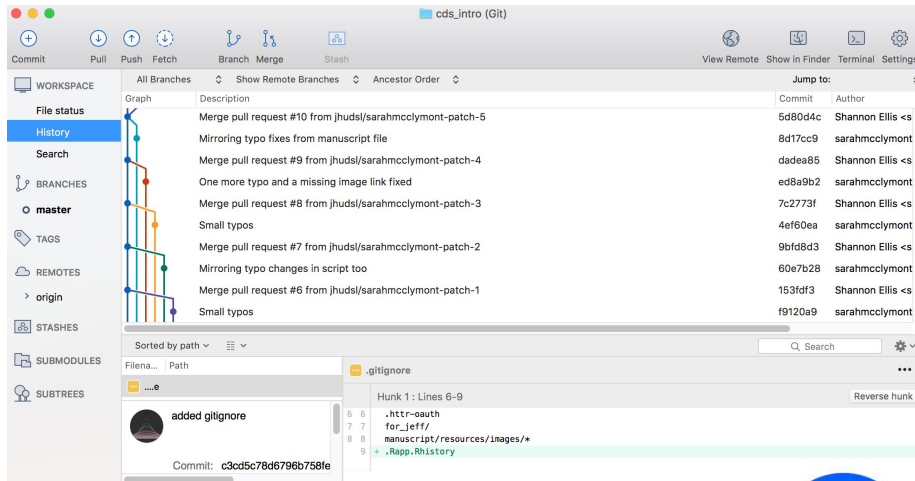 cds_intro (Git)
Commit Pull Push Fetch Branch Merge Stash View Remote Show in Finder Terminal Settings
WORKSPACE
File status
History
Search
BRANCHES
master
TAGS
REMOTES
origin
STASHES
SUBMODULES
SUBTREES
All Branches Show Remote Branches Ancestor Order Jump to:
Graph Description Commit Author
Merge pull request #10 from jhudsl/sarahmcclymont-patch-5 5d80d4c Shannon Ellis <s
Mirroring typo fixes from manuscript file 8d17cc9 sarahmcclymont
Merge pull request #9 from jhudsl/sarahmcclymont-patch-4 dadea85 Shannon Ellis <s
One more typo and a missing image link fixed ed8a9b2 sarahmcclymont
Merge pull request #8 from jhudsl/sarahmcclymont-patch-3 7c2773f Shannon Ellis <s
Small typos 4ef60ea sarahmcclymont
Merge pull request #7 from jhudsl/sarahmcclymont-patch-2 9bfd8d3 Shannon Ellis <s
Mirroring typo changes in script too 60e7b28 sarahmcclymont
Merge pull request #6 from jhudsl/sarahmcclymont-patch-1 153fdf3 Shannon Ellis <s
Small typos f9120a9 sarahmcclymont
Sorted by path Search
Filena... Path
....e
added gitignore
Commit: c3cd5c78d6796b758fe
.gitignore
Hunk 1 : Lines 6-9 Reverse hunk
6 6 .httr-oauth
7 7 for_jeff/
8 8 manuscript/resources/images/*
9 + .Rapp.Rhistory